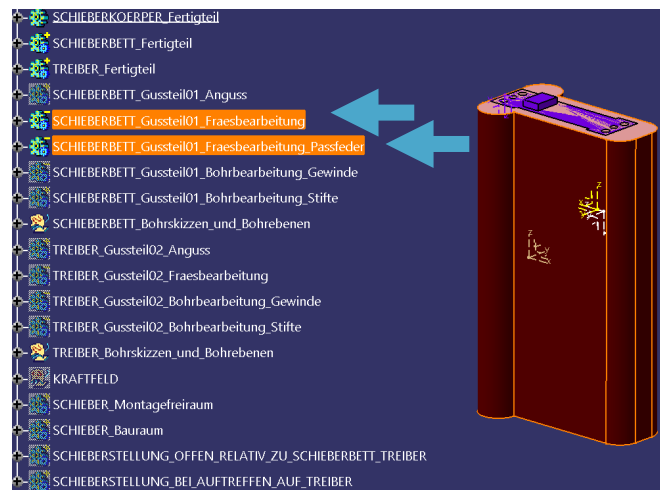 SCHIEBERKOERPER_Fertigteil
SCHIEBERBETT_Fertigteil
TREIBER_Fertigteil
SCHIEBERBETT_Gussteil01_Anguss
SCHIEBERBETT_Gussteil01_Fraesbearbeitung
SCHIEBERBETT_Gussteil01_Fraesbearbeitung_Passfeder
SCHIEBERBETT_Gussteil01_Bohrbearbeitung_Gewinde
SCHIEBERBETT_Gussteil01_Bohrbearbeitung_Stifte
SCHIEBERBETT_Bohrskizzen_und_Bohrebenen
TREIBER_Gussteil02_Anguss
TREIBER_Gussteil02_Fraesbearbeitung
TREIBER_Gussteil02_Bohrbearbeitung_Gewinde
TREIBER_Gussteil02_Bohrbearbeitung_Stifte
TREIBER_Bohrskizzen_und_Bohrebenen
KRAFTFELD
SCHIEBER_Montagefreiraum
SCHIEBER_Bauraum
SCHIEBERSTELLUNG_OFFEN_RELATIV_ZU_SCHIEBERBETT_TREIBER
SCHIEBERSTELLUNG_BEI_AUFTREFFEN_AUF_TREIBER